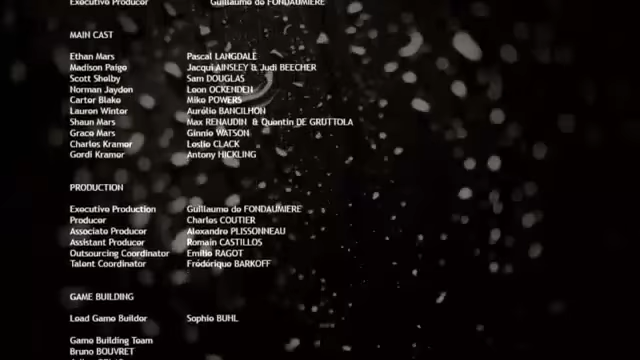 Executive Producer Guillaume de FONDAUMIERE
MAIN CAST
Ethan Mars Pascal LANGDALE
Madison Paige Jacqui AINSLEY & Judi BEECHER
Scott Shelby Sam DOUGLAS
Norman Jayden Leon OCKENDEN
Carter Blake Mike POWERS
Lauren Winter Aurélie BANCILHON
Shaun Mars Max RENAUDIN & Quentin DE GRUTTOLA
Grace Mars Ginnie WATSON
Charles Kramer Leslie CLACK
Gordi Kramer Antony HICKLING
PRODUCTION
Executive Production Guillaume de FONDAUMIERE
Producer Charles COUTIER
Associate Producer Alexandre PLISSONNEAU
Assistant Producer Romain CASTILLOS
Outsourcing Coordinator Emilie RAGOT
Talent Coordinator Frédérique BARKOFF
GAME BUILDING
Lead Game Builder Sophie BUHL
Game Building Team
Bruno BOUVRET